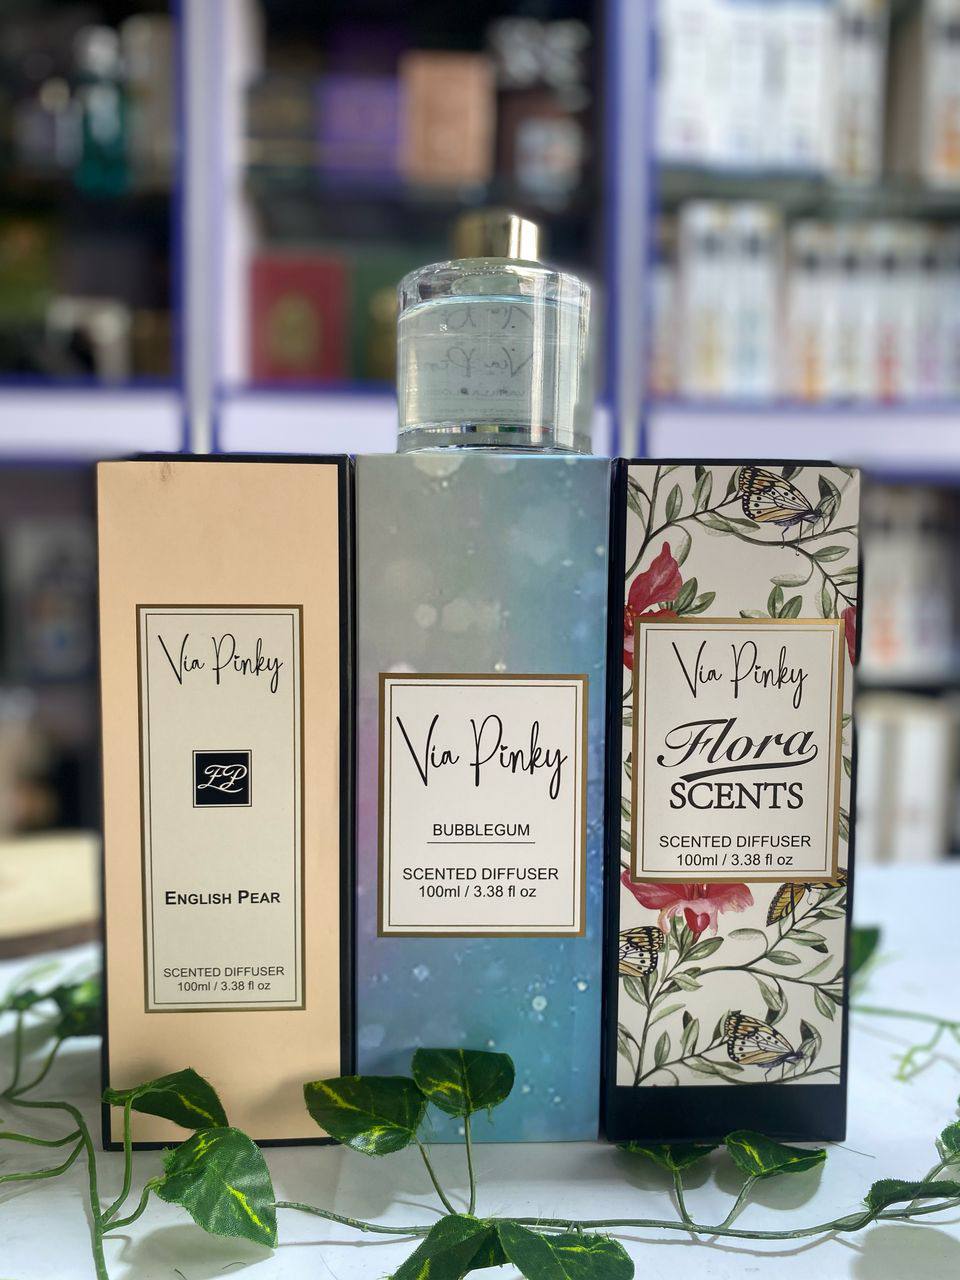 Via Pinky
EP
English Pear
SCENTED DIFFUSER
100ml / 3.38 fl oz
Via Pinky
BUBBLEGUM
SCENTED DIFFUSER
100ml / 3.38 fl oz
Via Pinky
Flora
SCENTS
SCENTED DIFFUSER
100ml / 3.38 fl oz